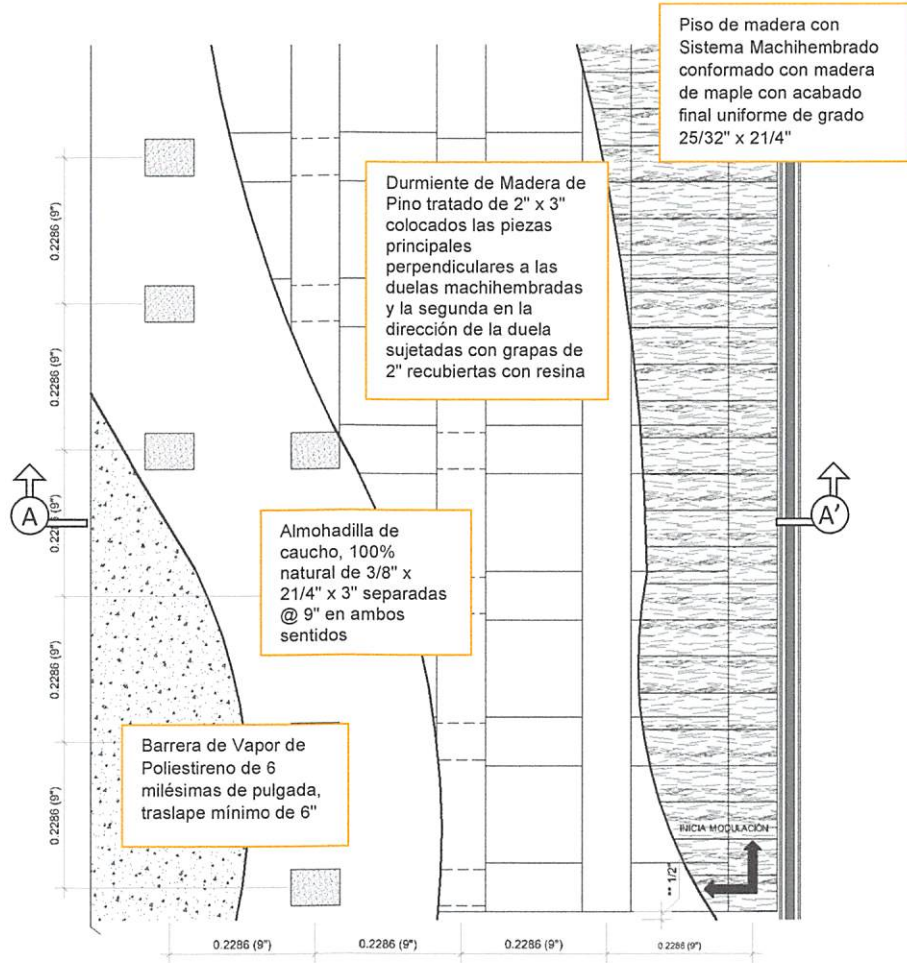 Piso de madera con
Sistema Machihembrado
conformado con madera
de maple con acabado
final uniforme de grado
25/32" x 21/4"
Durmiente de Madera de
Pino tratado de 2" x 3"
colocados las piezas
principales
perpendiculares a las
duelas machihembradas
y la segunda en la
dirección de la duela
sujetadas con grapas de
2" recubiertas con resina
0.2286 (9")
0.2286 (9")
0.2286 (9")
0.2286 (9")
0.2286 (9")
A
A'
Almohadilla de
caucho, 100%
natural de 3/8" x
21/4" x 3" separadas
@ 9" en ambos
sentidos
Barrera de Vapor de
Poliestireno de 6
milésimas de pulgada,
traslape mínimo de 6"
INICIA MODULACIÓN
** 1/2"
0.2286 (9")
0.2286 (9")
0.2286 (9")
0.2286 (9")